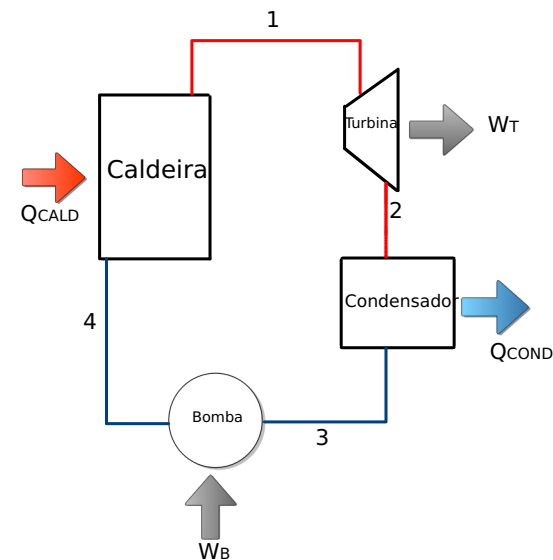 1
Turbina
WT
Caldeira
QCALD
2
Condensador
4
QCOND
Bomba
3
WB